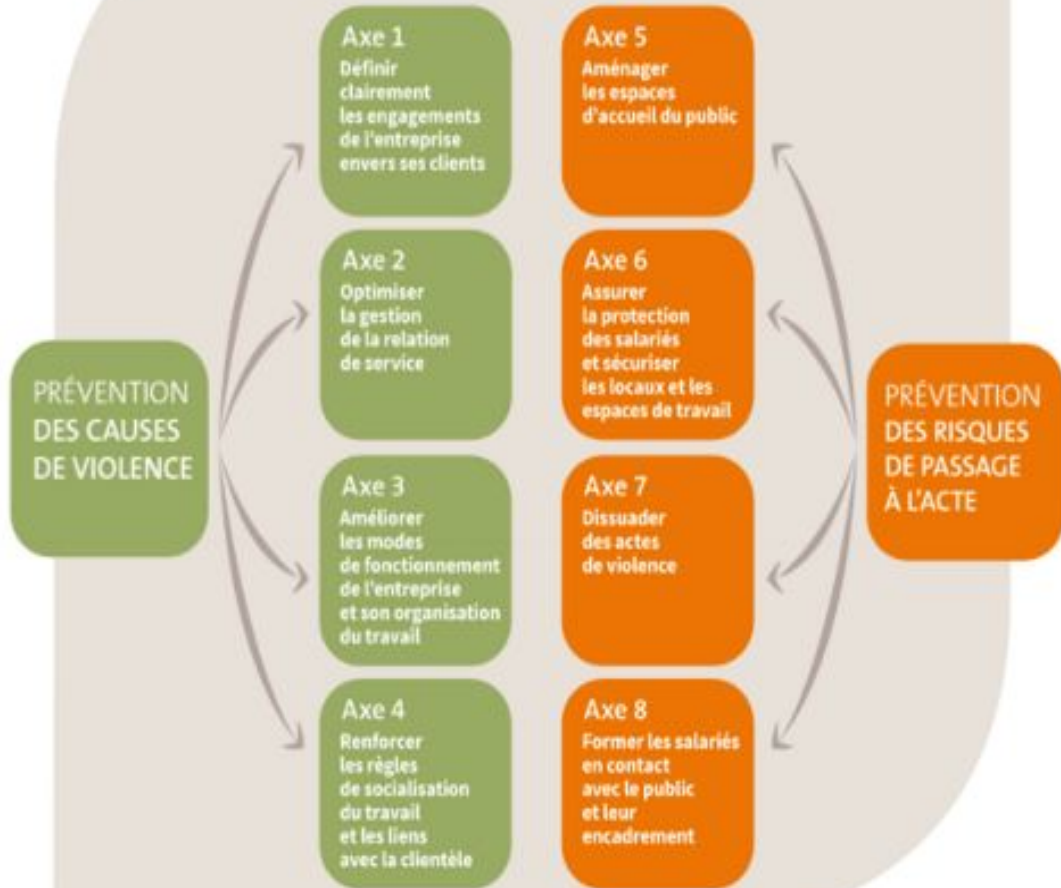 PRÉVENTION
DES CAUSES
DE VIOLENCE
Axe 1
Définir
clairement
les engagements
de l'entreprise
envers ses clients
Axe 2
Optimiser
la gestion
de la relation
de service
Axe 3
Améliorer
les modes
de fonctionnement
de l'entreprise
et son organisation
du travail
Axe 4
Renforcer
les règles
de socialisation
du travail
et les liens
avec la clientèle
Axe 5
Aménager
les espaces
d'accueil du public
Axe 6
Assurer
la protection
des salariés
et sécuriser
les locaux et les
espaces de travail
Axe 7
Dissuader
des actes
de violence
Axe 8
Former les salariés
en contact
avec le public
et leur
encadrement
PRÉVENTION
DES RISQUES
DE PASSAGE
À L'ACTE